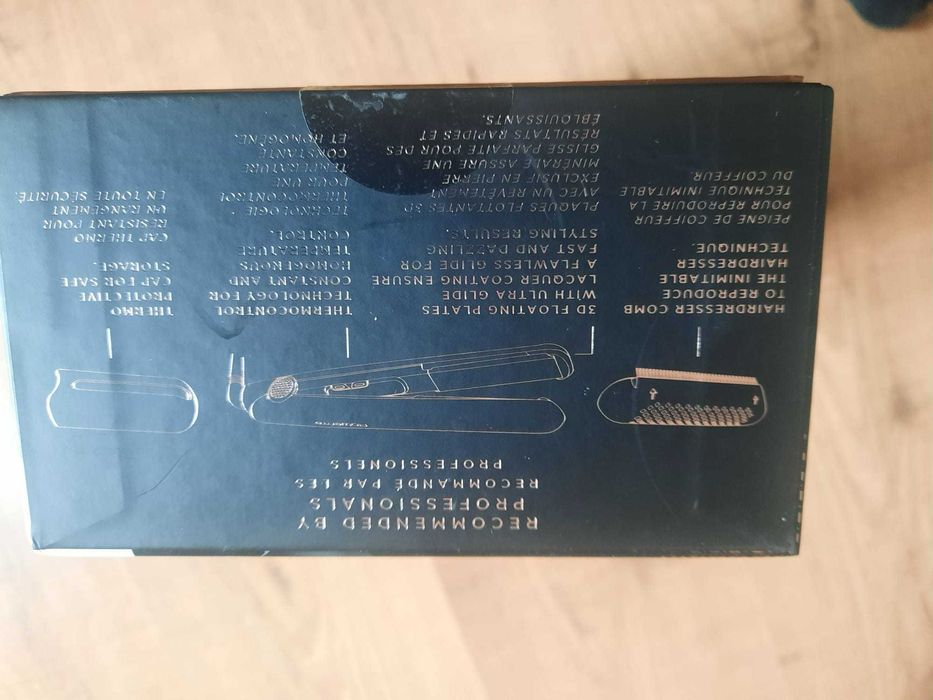 RECOMMENDED BY
PROFESSIONALS
RECOMMANDÉ PAR LES
PROFESSIONELS
HAIRDRESSER COMB
TO REPRODUCE
THE INIMITABLE
HAIRDRESSER
TECHNIQUE.
PEIGNE DE COIFFEUR
POUR REPRODUIRE LA
TECHNIQUE INIMITABLE
DU COIFFEUR.
3D FLOATING PLATES
WITH ULTRA GLIDE
LACQUER COATING ENSURE
A FLAWLESS GLIDE FOR
FAST AND DAZZLING
STYLING RESULTS.
PLAQUES FLOTTANTES 3D
AVEC UN REVÊTEMENT
EXCLUSIF EN PIERRE
MINÉRALE ASSURE UNE
GLISSE PARFAITE POUR DES
RÉSULTATS RAPIDES ET
ÉBLOUISSANTS.
THERMOCONTROL
TECHNOLOGY FOR
CONSTANT AND
HOMOGENOUS
TEMPERATURE
CONTROL.
TECHNOLOGIE
THERMOCONTROL
POUR UNE
TEMPÉRATURE
CONSTANTE
ET HOMOGÈNE.
THERMO
PROTECTIVE
CAP FOR SAFE
STORAGE.
CAP THERMO
RÉSISTANT POUR
UN RANGEMENT
EN TOUTE SÉCURITÉ.